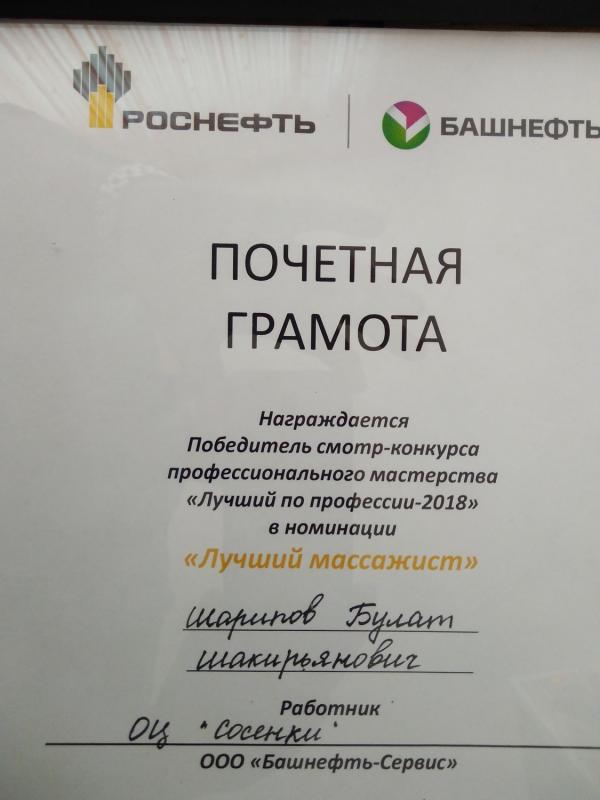 РОСНЕФТЬ
БАШНЕФТЬ
ПОЧЕТНАЯ
ГРАМОТА
Награждается
Победитель смотр-конкурса
профессионального мастерства
«Лучший по профессии-2018»
в номинации
«Лучший массажист»
Шарипов Булат
Шакирьянович
Работник
ОЦ "Сосенки"
ООО «Башнефть-Сервис»